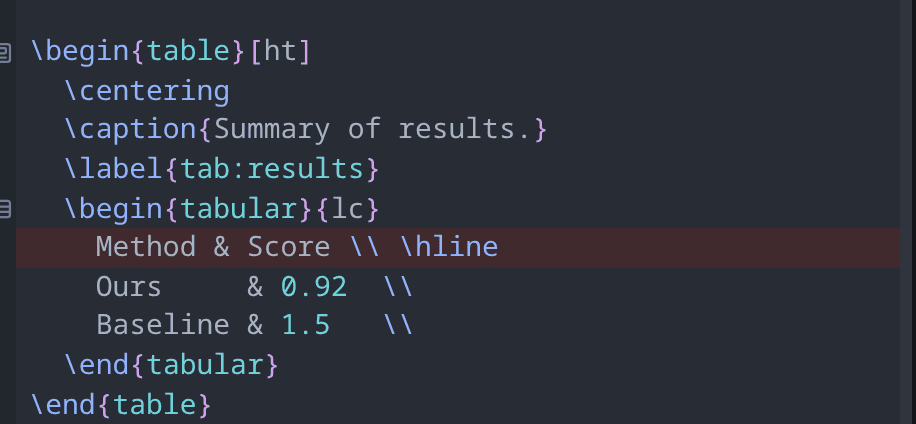 \begin{table}[ht]
  \centering
  \caption{Summary of results.}
  \label{tab:results}
  \begin{tabular}{lc}
    Method & Score \\ \hline
    Ours     & 0.92  \\
    Baseline & 1.5   \\
  \end{tabular}
\end{table}